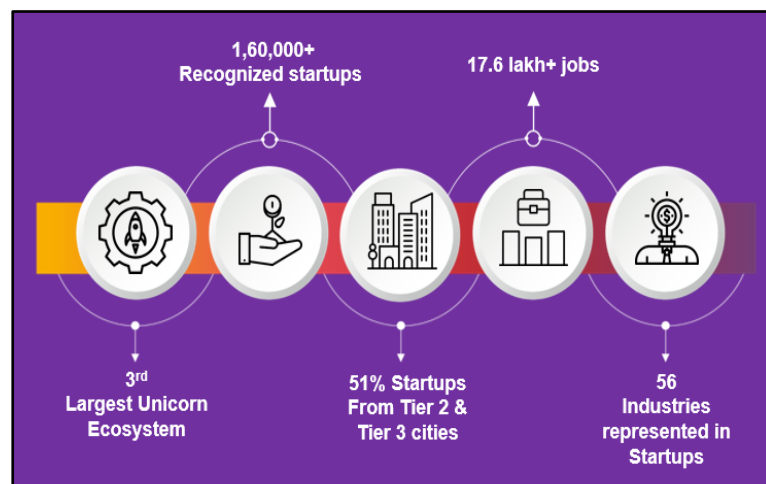 1,60,000+
Recognized startups
17.6 lakh+ jobs
3rd
Largest Unicorn
Ecosystem
51% Startups
From Tier 2 &
Tier 3 cities
56
Industries
represented in
Startups